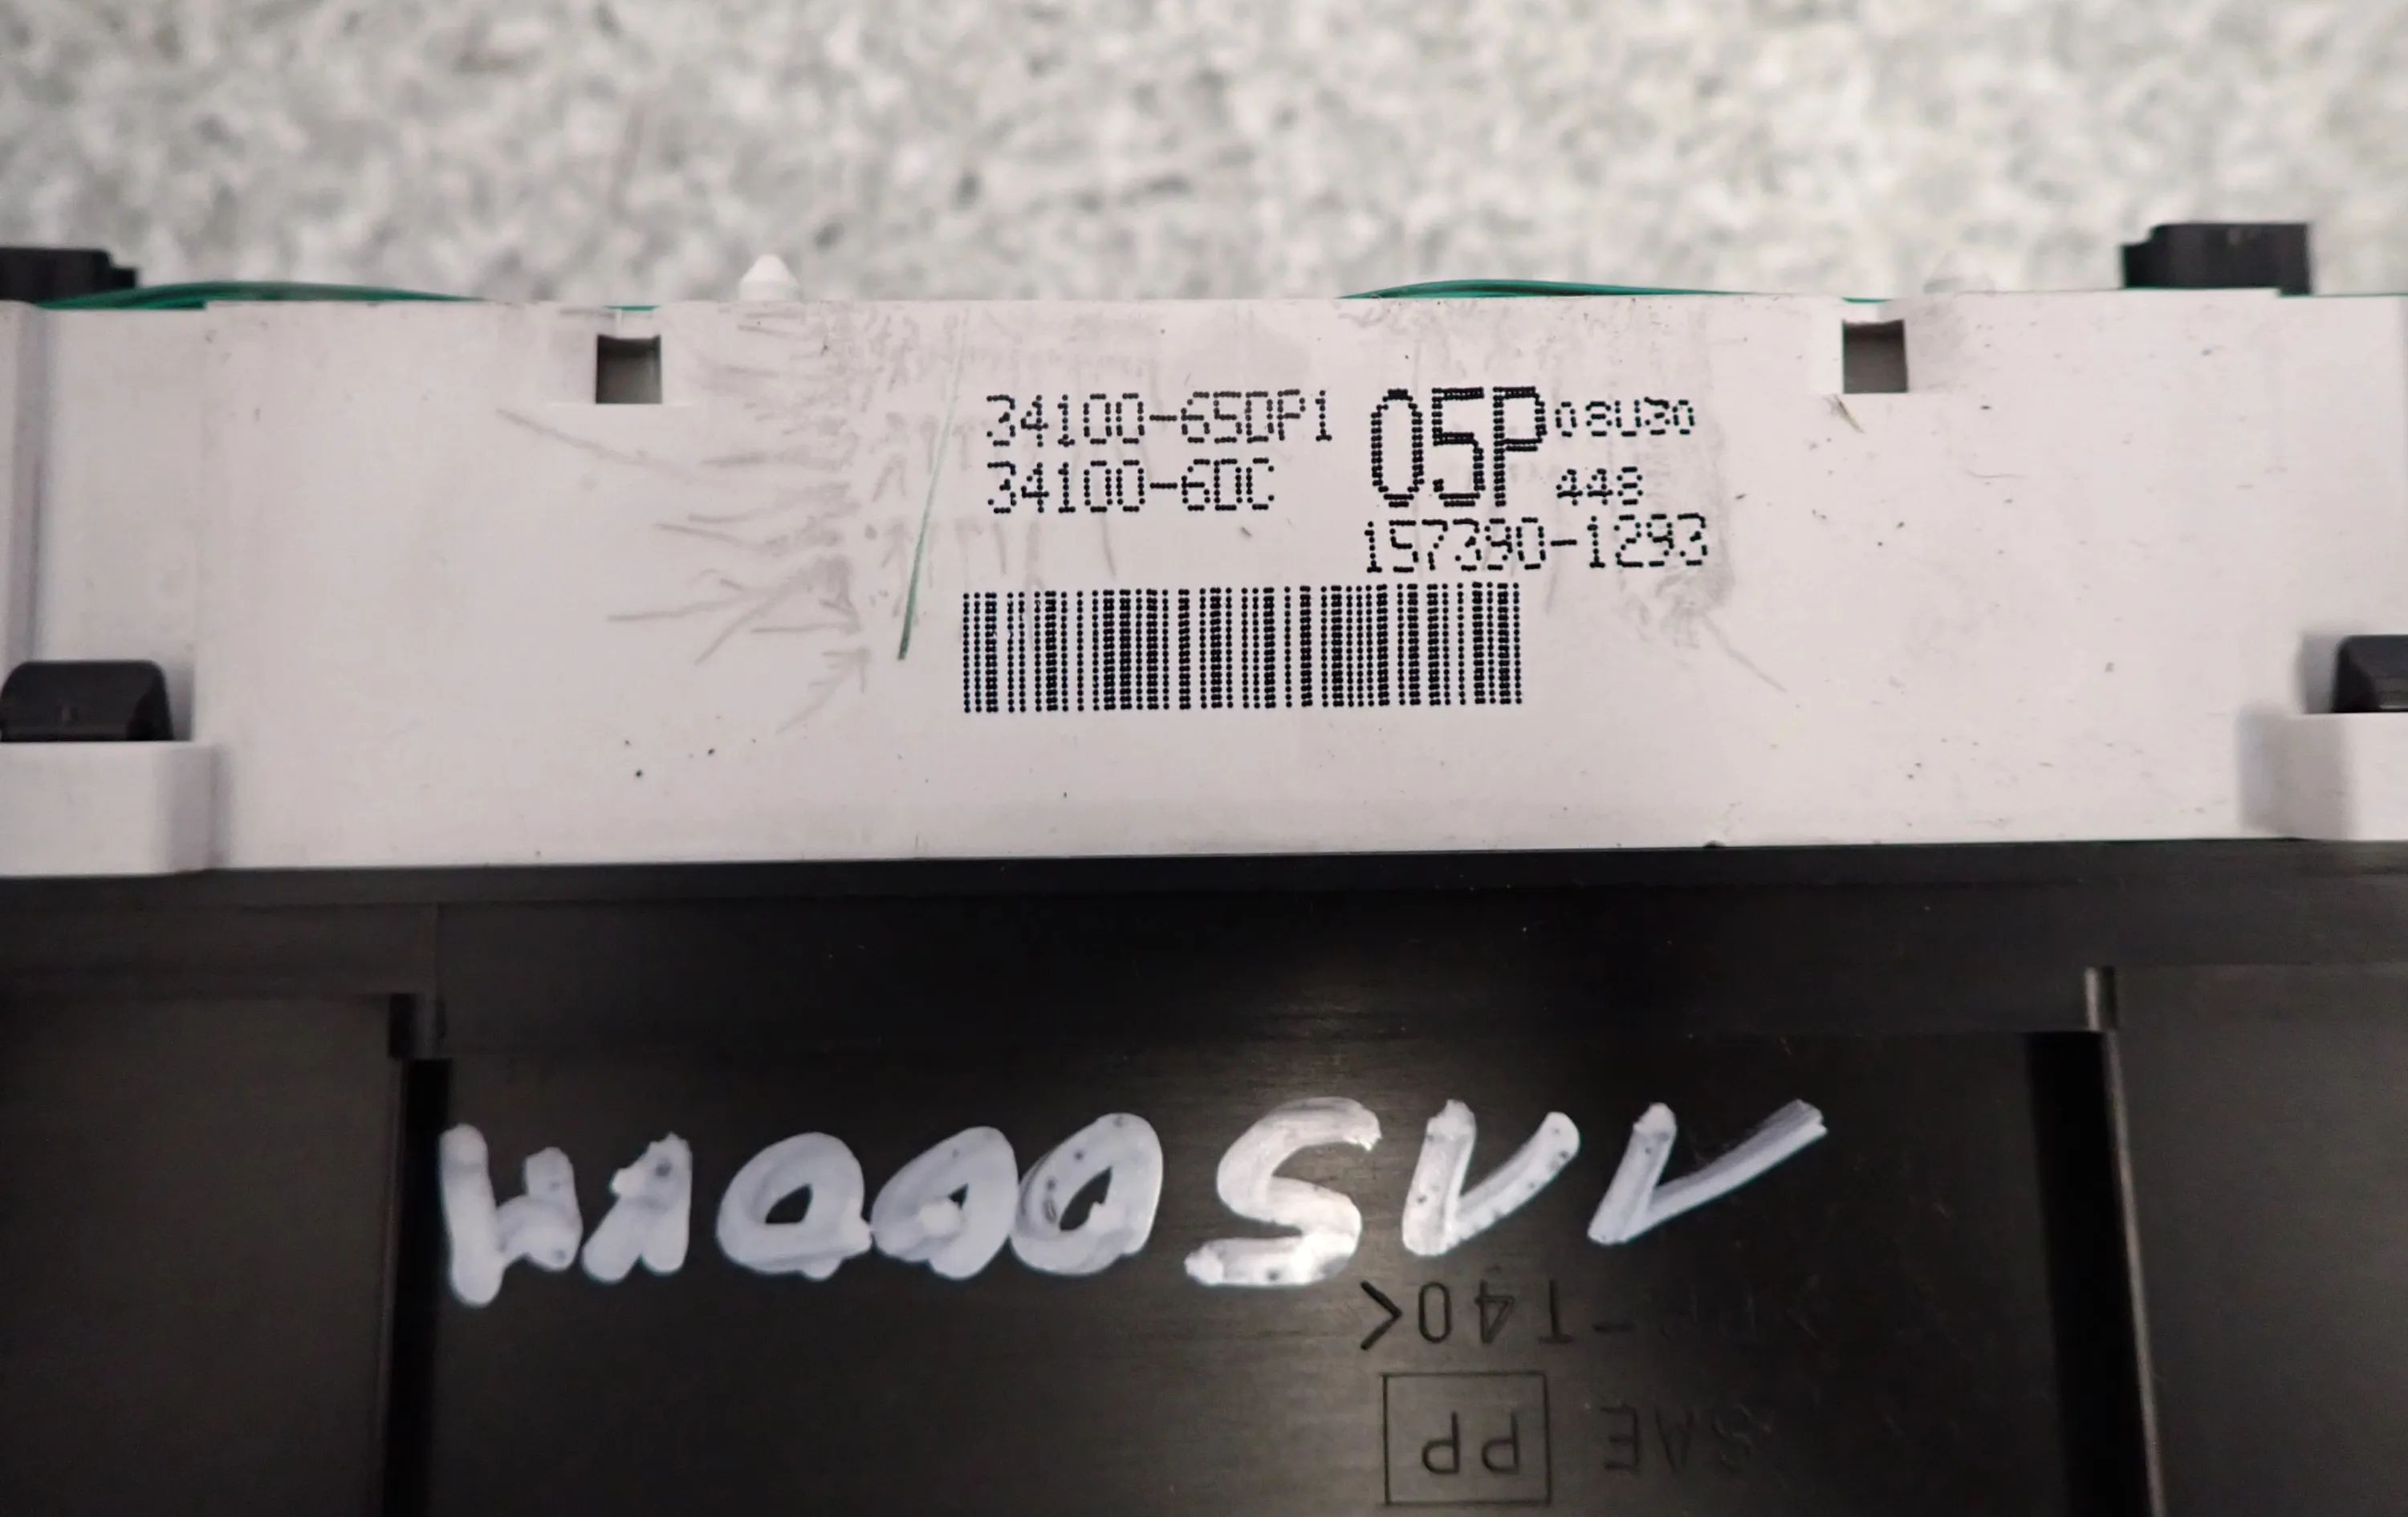 34100-65DP1 05P 08U30
34100-6DC 448
157390-1293
H1000SVV
-T40<
SAE PP